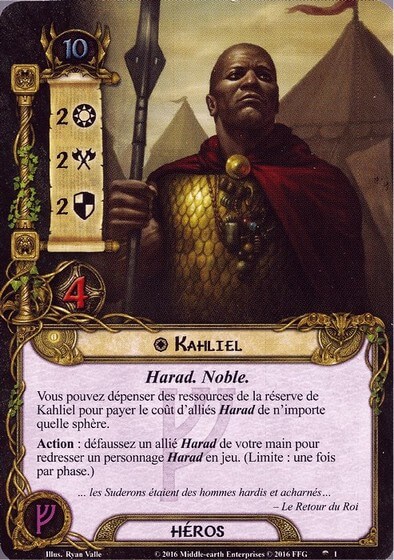 10
2
2
2
4
Kahliel
Harad. Noble.
Vous pouvez dépenser des ressources de la réserve de
Kahliel pour payer le coût d'alliés Harad de n'importe
quelle sphère.
Action : défaussez un allié Harad de votre main pour
redresser un personnage Harad en jeu. (Limite : une fois
par phase.)
... les Suderons étaient des hommes hardis et acharnés…
– Le Retour du Roi
HÉROS
Illus. Ryan Valle © 2016 Middle-earth Enterprises © 2016 FFG 1